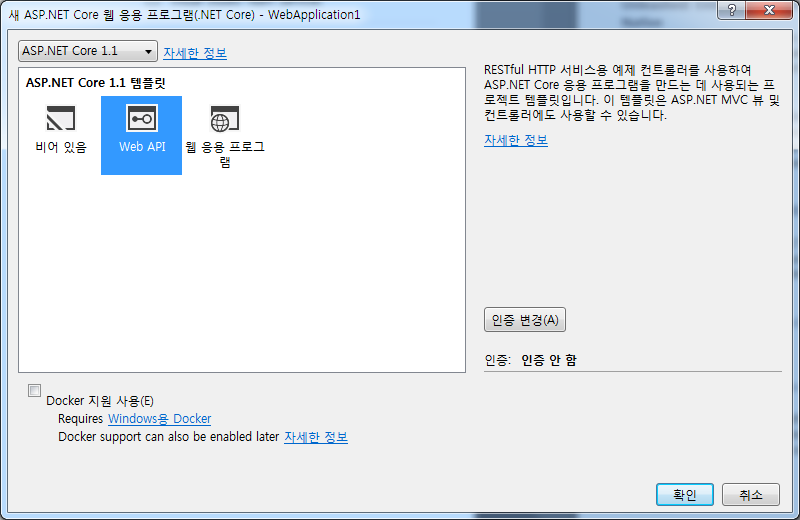 새 ASP.NET Core 웹 응용 프로그램(.NET Core) - WebApplication1
ASP.NET Core 1.1 자세한 정보
ASP.NET Core 1.1 템플릿
비어 있음
Web API
웹 응용 프로그
램
RESTful HTTP 서비스용 예제 컨트롤러를 사용하여
ASP.NET Core 응용 프로그램을 만드는 데 사용되는 프
로젝트 템플릿입니다. 이 템플릿은 ASP.NET MVC 뷰 및
컨트롤러에도 사용할 수 있습니다.
자세한 정보
인증 변경(A)
인증: 인증 안 함
Docker 지원 사용(E)
Requires Windows용 Docker
Docker support can also be enabled later 자세한 정보
확인
취소